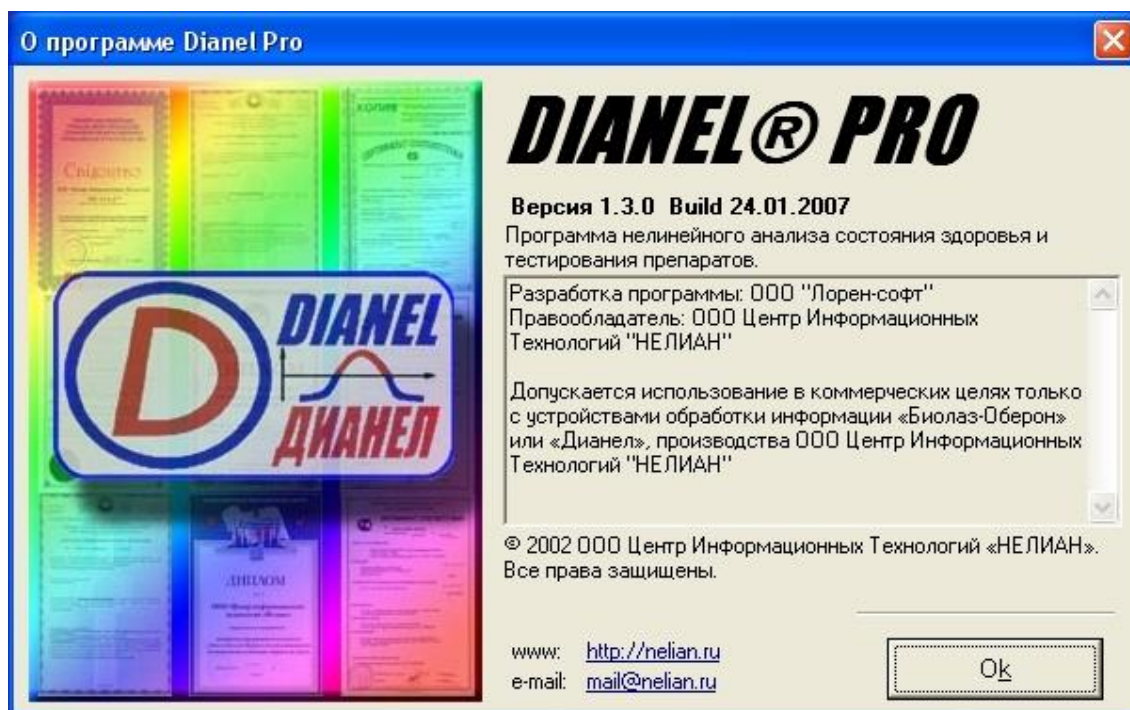 О программе Dianel Pro
КОПИЯ
Свідоцтво
DIANEL
ДИАНЕЛ
D
ДИПЛОМ
DIANEL® PRO
Версия 1.3.0 Build 24.01.2007
Программа нелинейного анализа состояния здоровья и
тестирования препаратов.
Разработка программы: ООО "Лорен-софт"
Правообладатель: ООО Центр Информационных
Технологий "НЕЛИАН"
Допускается использование в коммерческих целях только
с устройствами обработки информации «Биолаз-Оберон»
или «Дианел», производства ООО Центр Информационных
Технологий "НЕЛИАН"
© 2002 ООО Центр Информационных Технологий «НЕЛИАН».
Все права защищены.
www: http://nelian.ru
e-mail: mail@nelian.ru
Ok